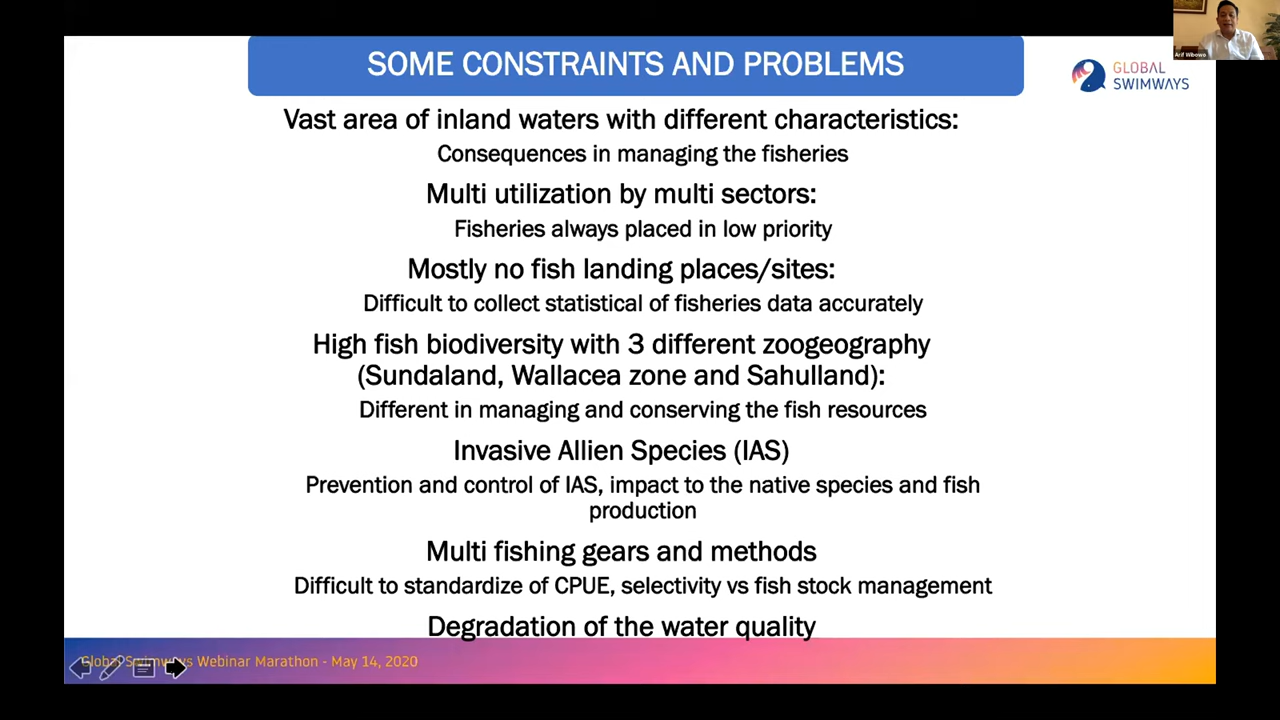 SOME CONSTRAINTS AND PROBLEMS
Arif Wibowo
GLOBAL
SWIMWAYS
Vast area of inland waters with different characteristics:
Consequences in managing the fisheries
Multi utilization by multi sectors:
Fisheries always placed in low priority
Mostly no fish landing places/sites:
Difficult to collect statistical of fisheries data accurately
High fish biodiversity with 3 different zoogeography
(Sundaland, Wallacea zone and Sahulland):
Different in managing and conserving the fish resources
Invasive Allien Species (IAS)
Prevention and control of IAS, impact to the native species and fish
production
Multi fishing gears and methods
Difficult to standardize of CPUE, selectivity vs fish stock management
Degradation of the water quality
Global Swimways Webinar Marathon - May 14, 2020